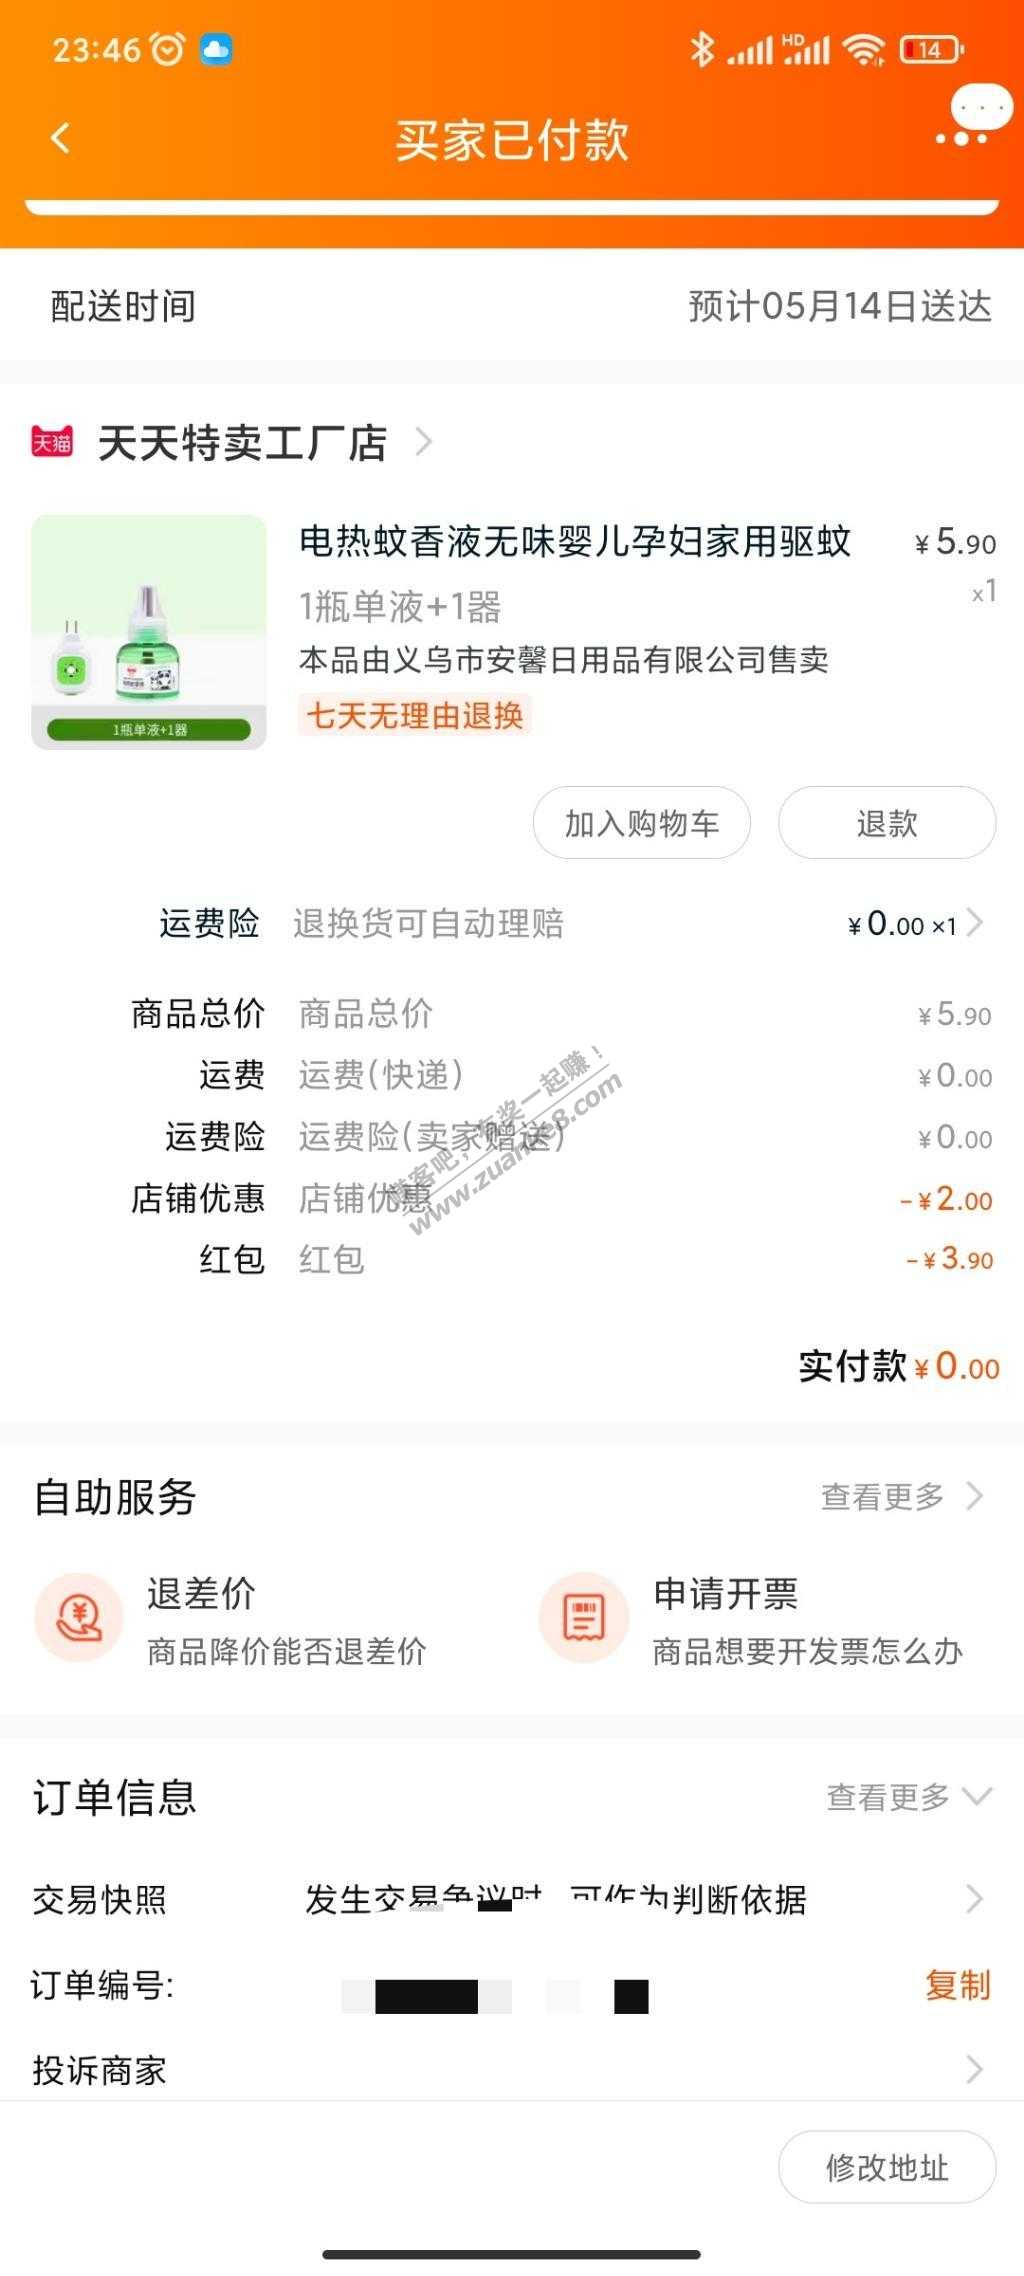 23:46
HD
14
买家已付款
配送时间
预计05月14日送达
天猫
天天特卖工厂店
电热蚊香液无味婴儿孕妇家用驱蚊
¥5.90
1瓶单液+1器
x1
本品由义乌市安馨日用品有限公司售卖
七天无理由退换
1瓶单液+1器
加入购物车
退款
运费险 退换货可自动理赔 ¥0.00 ×1
商品总价 商品总价 ¥5.90
运费 运费(快递) ¥0.00
运费险 运费险(卖家赠送) ¥0.00
店铺优惠 店铺优惠 -¥2.00
红包 红包 -¥3.90
赚客吧，有奖一起赚！
www.zuanke8.com
实付款¥0.00
自助服务
查看更多
退差价
商品降价能否退差价
申请开票
商品想要开发票怎么办
订单信息
查看更多
交易快照
发生交易争议时，可作为判断依据
订单编号:
复制
投诉商家
修改地址